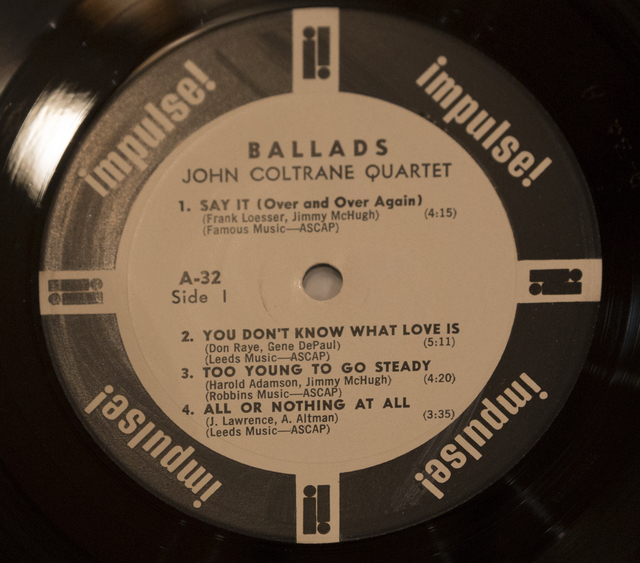 impulse!
impulse!
BALLADS
JOHN COLTRANE QUARTET
1. SAY IT (Over and Over Again)
(Frank Loesser, Jimmy McHugh) (4:15)
(Famous Music—ASCAP)
A-32
Side 1
2. YOU DON'T KNOW WHAT LOVE IS
(Don Raye, Gene DePaul) (5:11)
(Leeds Music—ASCAP)
3. TOO YOUNG TO GO STEADY
(Harold Adamson, Jimmy McHugh) (4:20)
(Robbins Music—ASCAP)
4. ALL OR NOTHING AT ALL
(J. Lawrence, A. Altman) (3:35)
(Leeds Music—ASCAP)
impulse!
impulse!